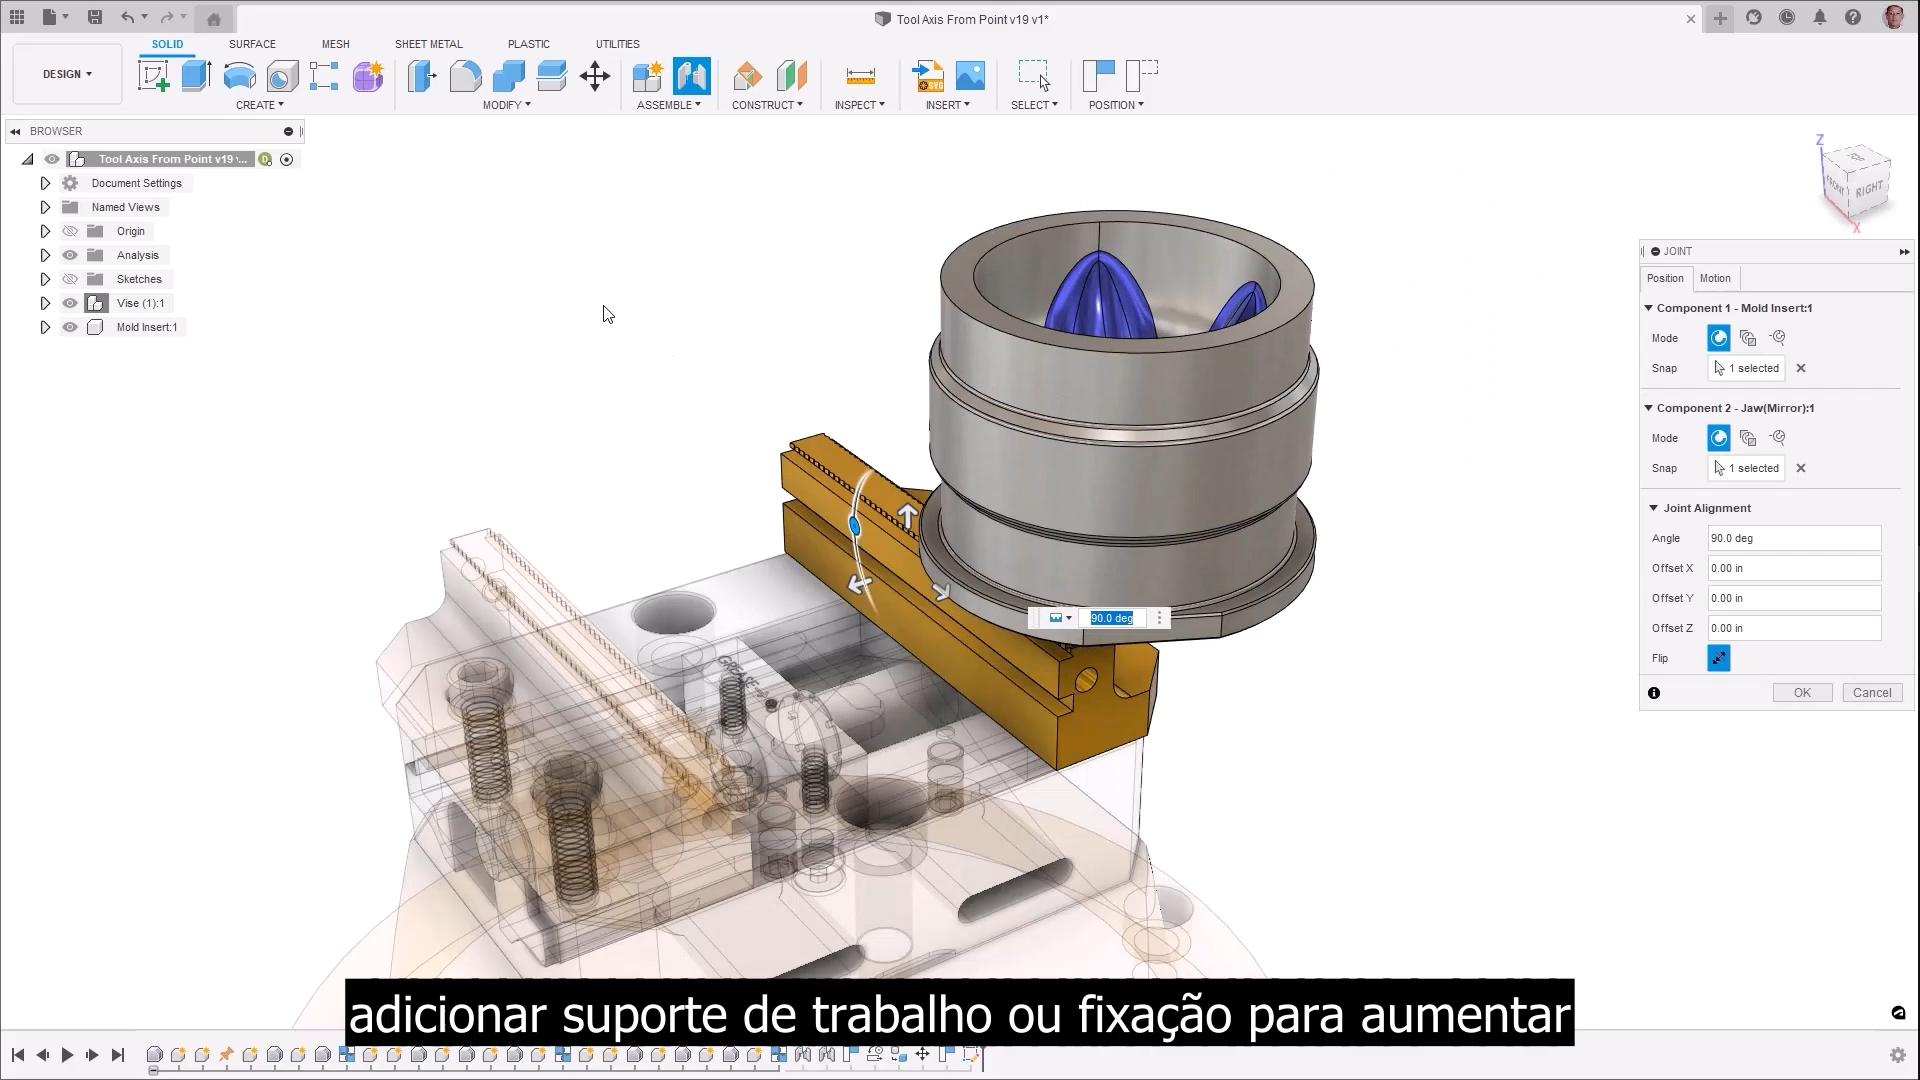 Tool Axis From Point v19 v1*
SOLID
SURFACE
MESH
SHEET METAL
PLASTIC
UTILITIES
DESIGN
CREATE
MODIFY
ASSEMBLE
CONSTRUCT
INSPECT
INSERT
SELECT
POSITION
BROWSER
Tool Axis From Point v19 v...
Document Settings
Named Views
Origin
Analysis
Sketches
Vise (1):1
Mold Insert:1
Z
TOP
FRONT
RIGHT
X
JOINT
Position
Motion
Component 1 - Mold Insert:1
Mode
Snap
1 selected
Component 2 - Jaw(Mirror):1
Mode
Snap
1 selected
Joint Alignment
Angle
90.0 deg
Offset X
0.00 in
Offset Y
0.00 in
Offset Z
0.00 in
Flip
OK
Cancel
90.0 deg
GREASE
adicionar suporte de trabalho ou fixação para aumentar